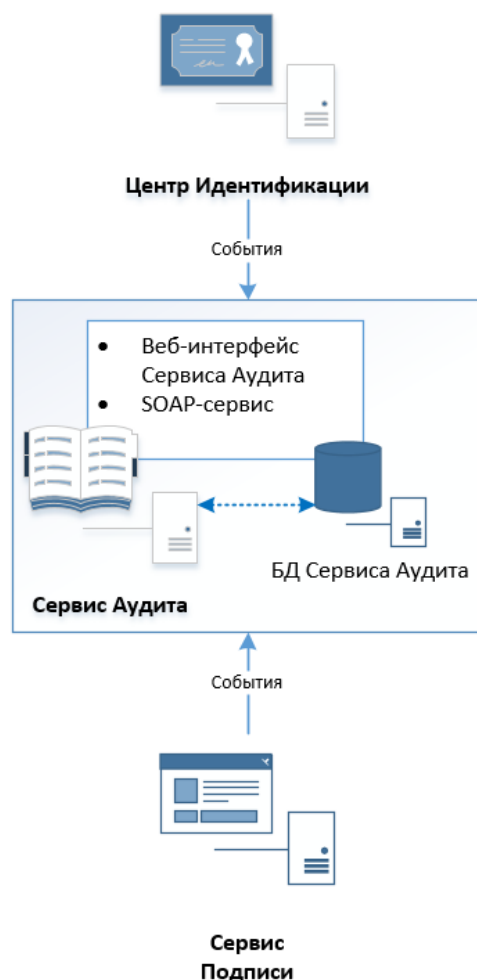 Центр Идентификации
События
• Веб-интерфейс
Сервиса Аудита
• SOAP-сервис
БД Сервиса Аудита
Сервис Аудита
События
Сервис
Подписи